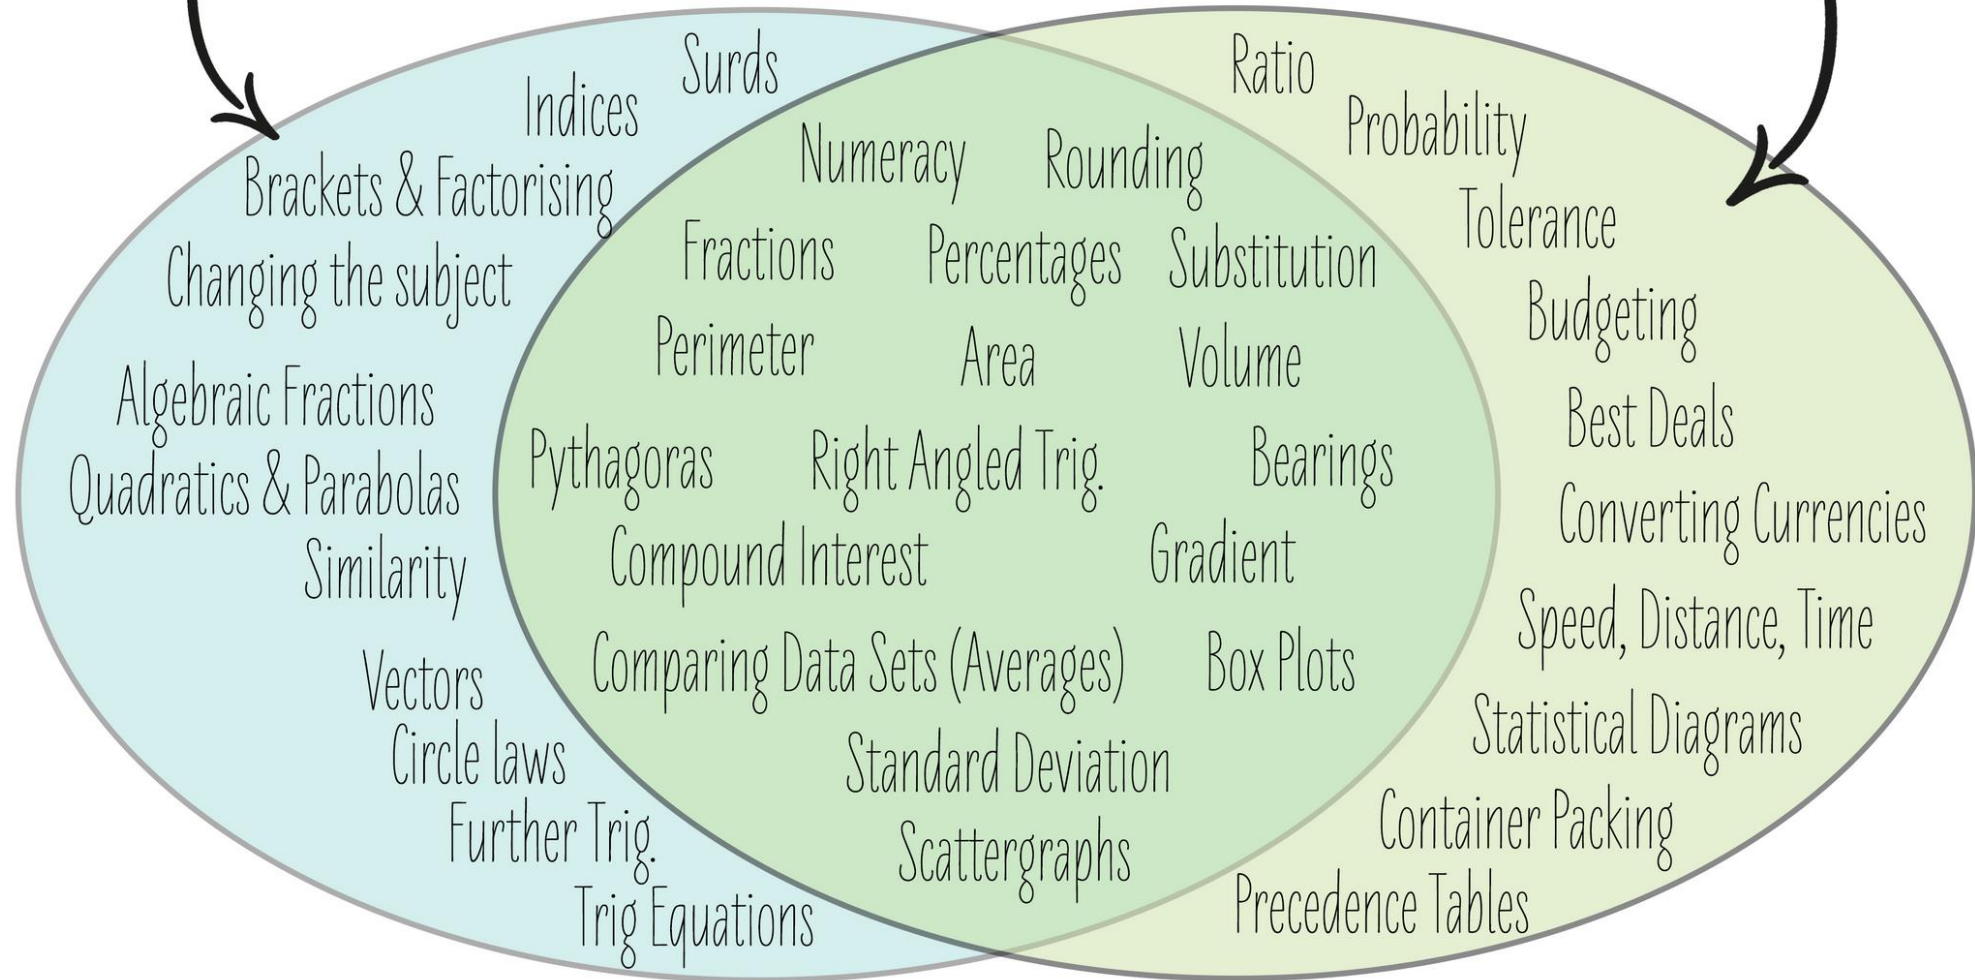 Surds
Indices
Brackets & Factorising
Changing the subject
Algebraic Fractions
Quadratics & Parabolas
Similarity
Vectors
Circle laws
Further Trig.
Trig Equations
Numeracy
Rounding
Fractions
Percentages
Substitution
Perimeter
Area
Volume
Pythagoras
Right Angled Trig.
Bearings
Compound Interest
Gradient
Comparing Data Sets (Averages)
Box Plots
Standard Deviation
Scattergraphs
Ratio
Probability
Tolerance
Budgeting
Best Deals
Converting Currencies
Speed, Distance, Time
Statistical Diagrams
Container Packing
Precedence Tables